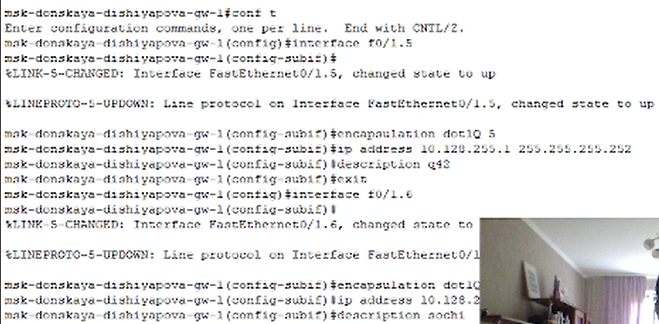 msk-donskaya-dishiyapova-gw-1#conf t
Enter configuration commands, one per line.  End with CNTL/Z.
msk-donskaya-dishiyapova-gw-1(config)#interface f0/1.5
msk-donskaya-dishiyapova-gw-1(config-subif)#
%LINK-5-CHANGED: Interface FastEthernet0/1.5, changed state to up
%LINEPROTO-5-UPDOWN: Line protocol on Interface FastEthernet0/1.5, changed state to up
msk-donskaya-dishiyapova-gw-1(config-subif)#encapsulation dot1Q 5
msk-donskaya-dishiyapova-gw-1(config-subif)#ip address 10.128.255.1 255.255.255.252
msk-donskaya-dishiyapova-gw-1(config-subif)#description q42
msk-donskaya-dishiyapova-gw-1(config-subif)#exit
msk-donskaya-dishiyapova-gw-1(config)#interface f0/1.6
msk-donskaya-dishiyapova-gw-1(config-subif)#
%LINK-5-CHANGED: Interface FastEthernet0/1.6, changed state to
%LINEPROTO-5-UPDOWN: Line protocol on Interface FastEthernet0/1
msk-donskaya-dishiyapova-gw-1(config-subif)#encapsulation dot1Q
msk-donskaya-dishiyapova-gw-1(config-subif)#ip address 10.128.2
msk-donskaya-dishiyapova-gw-1(config-subif)#description sochi